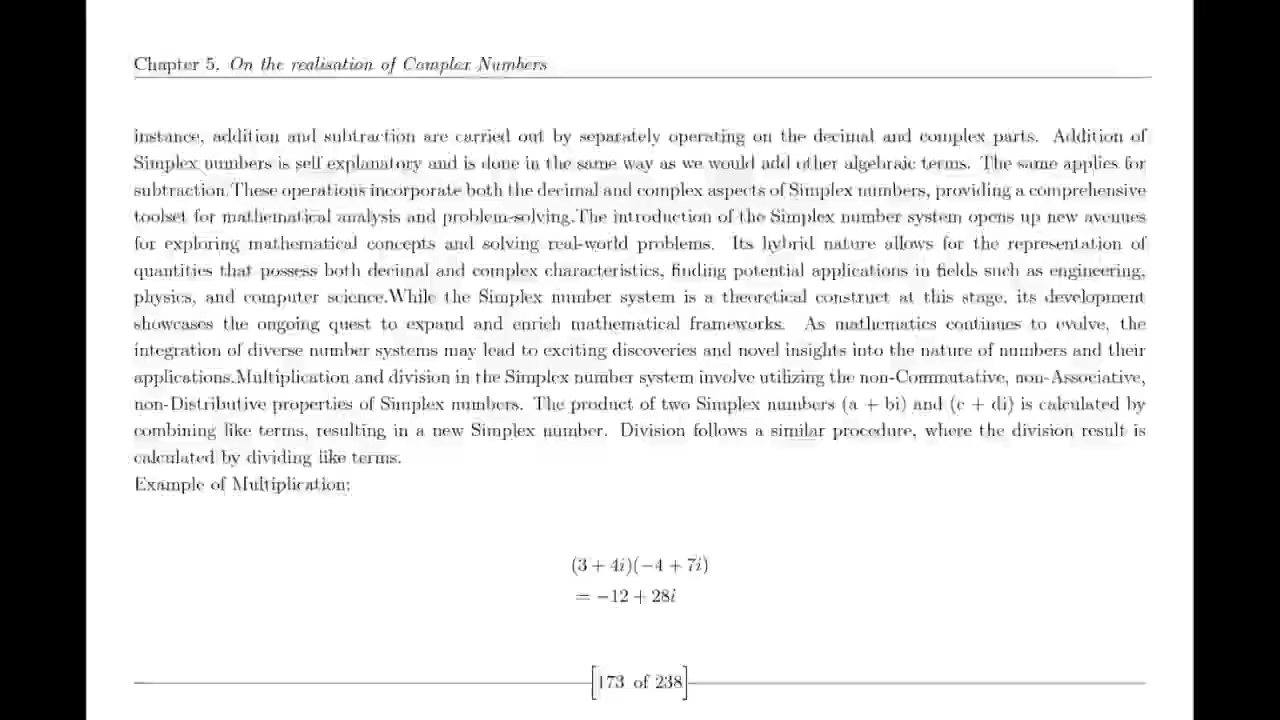 Chapter 5. On the realisation of Complex Numbers
instance, addition and subtraction are carried out by separately operating on the decimal and complex parts. Addition of
Simplex numbers is self explanatory and is done in the same way as we would add other algebraic terms. The same applies for
subtraction.These operations incorporate both the decimal and complex aspects of Simplex numbers, providing a comprehensive
toolset for mathematical analysis and problem-solving.The introduction of the Simplex number system opens up new avenues
for exploring mathematical concepts and solving real-world problems. Its hybrid nature allows for the representation of
quantities that possess both decimal and complex characteristics, finding potential applications in fields such as engineering,
physics, and computer science.While the Simplex number system is a theoretical construct at this stage, its development
showcases the ongoing quest to expand and enrich mathematical frameworks. As mathematics continues to evolve, the
integration of diverse number systems may lead to exciting discoveries and novel insights into the nature of numbers and their
applications.Multiplication and division in the Simplex number system involve utilizing the non-Commutative, non-Associative,
non-Distributive properties of Simplex numbers. The product of two Simplex numbers (a + bi) and (c + di) is calculated by
combining like terms, resulting in a new Simplex number. Division follows a similar procedure, where the division result is
calculated by dividing like terms.
Example of Multiplication:
(3 + 4i)(−4 + 7i)
= −12 + 28i
[173 of 238]